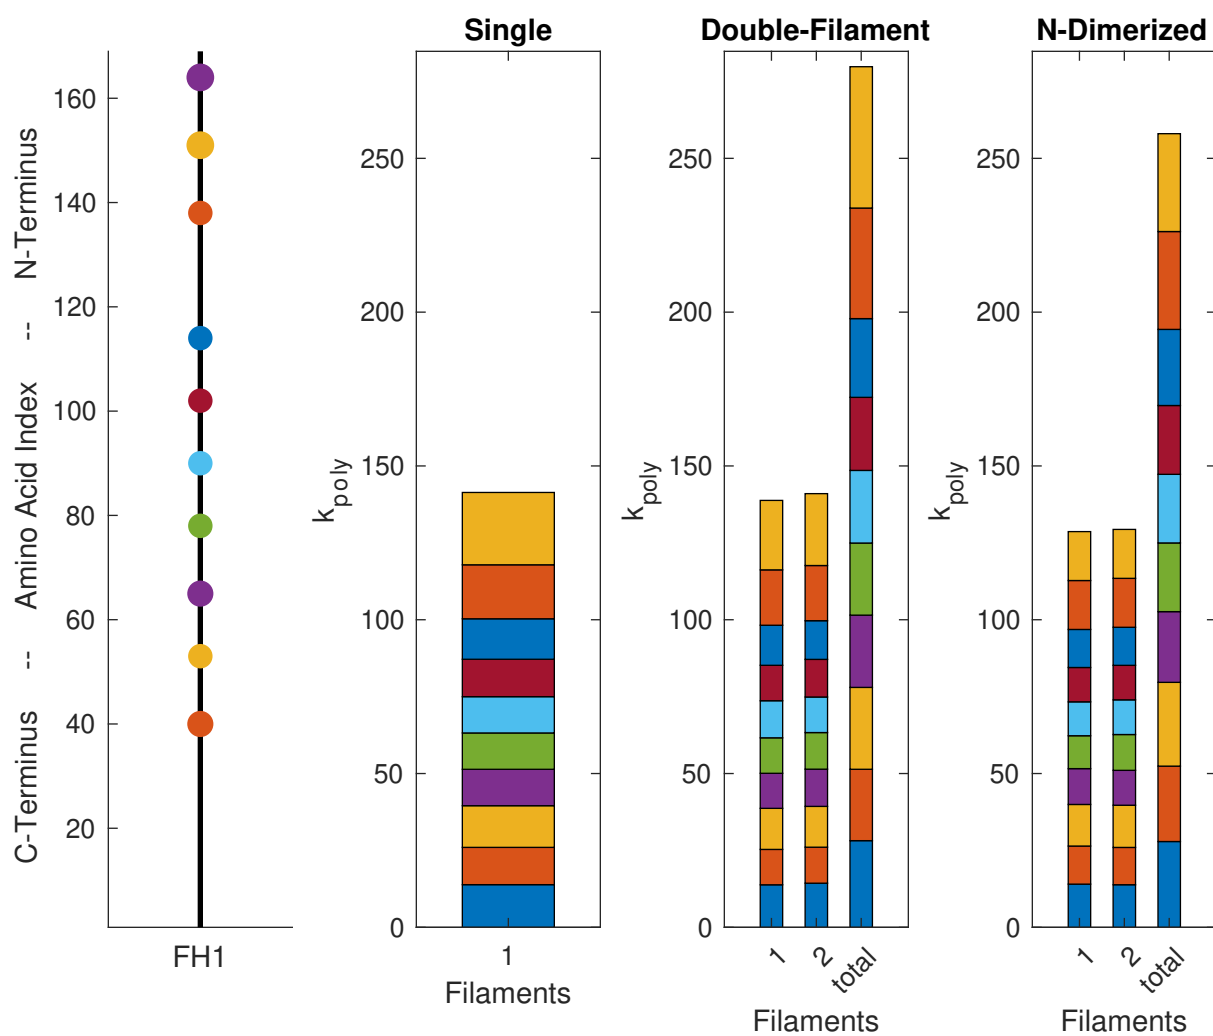 Single
Double-Filament
N-Dimerized
C-Terminus -- Amino Acid Index -- N-Terminus
160
140
120
100
80
60
40
20
FH1
k_poly
250
200
150
100
50
0
1
Filaments
k_poly
250
200
150
100
50
0
1
2
total
Filaments
k_poly
250
200
150
100
50
0
1
2
total
Filaments